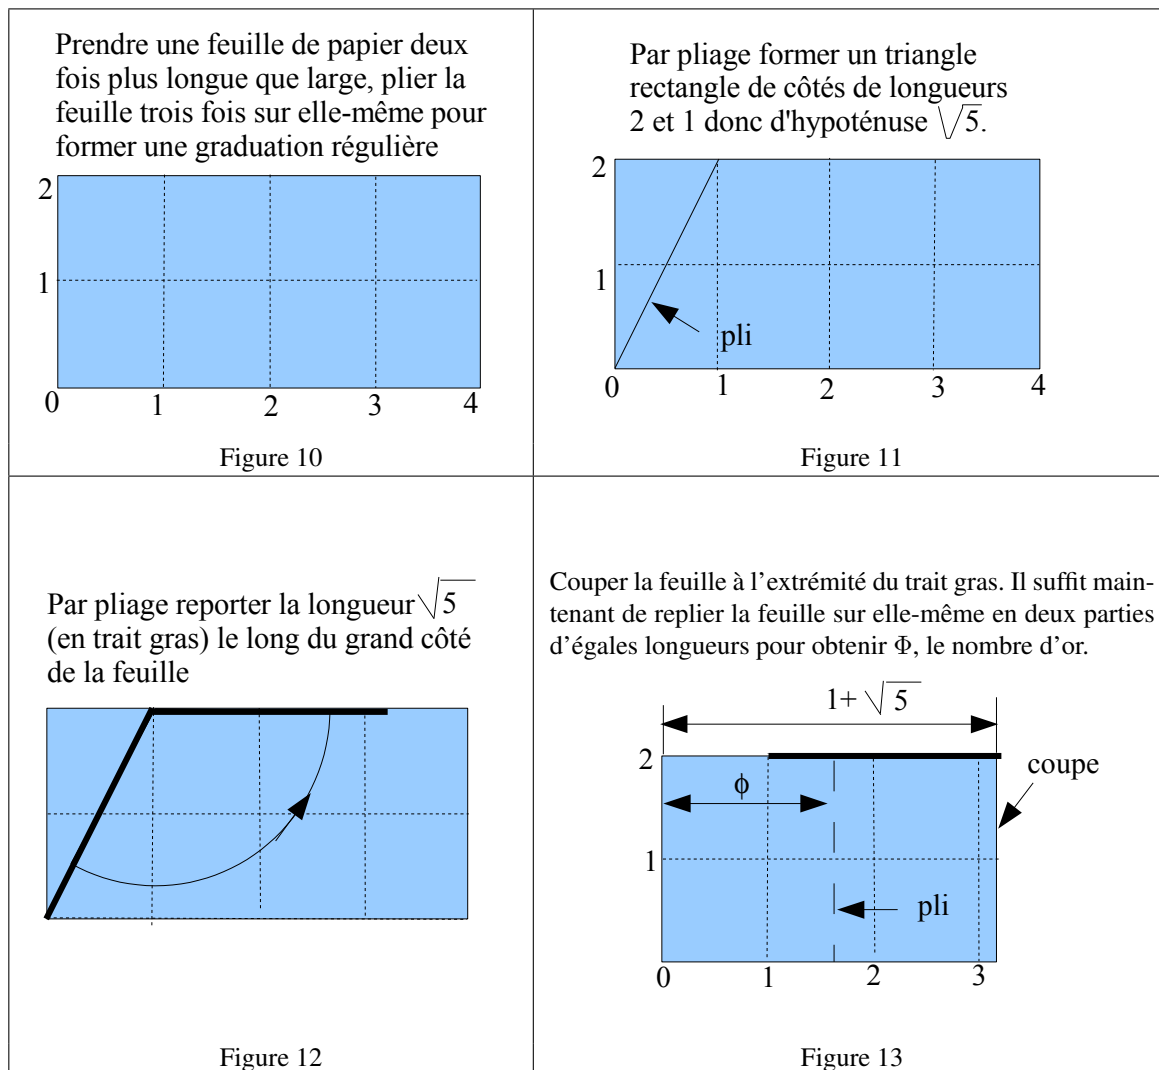 Prendre une feuille de papier deux
fois plus longue que large, plier la
feuille trois fois sur elle-même pour
former une graduation régulière
2
1
0 1 2 3 4
Figure 10
Par pliage former un triangle
rectangle de côtés de longueurs
2 et 1 donc d'hypoténuse √5.
2
1
pli
0 1 2 3 4
Figure 11
Par pliage reporter la longueur √5
(en trait gras) le long du grand côté
de la feuille
Figure 12
Couper la feuille à l’extrémité du trait gras. Il suffit main-
tenant de replier la feuille sur elle-même en deux parties
d’égales longueurs pour obtenir Φ, le nombre d’or.
1+ √5
2
coupe
ϕ
1
pli
0 1 2 3
Figure 13